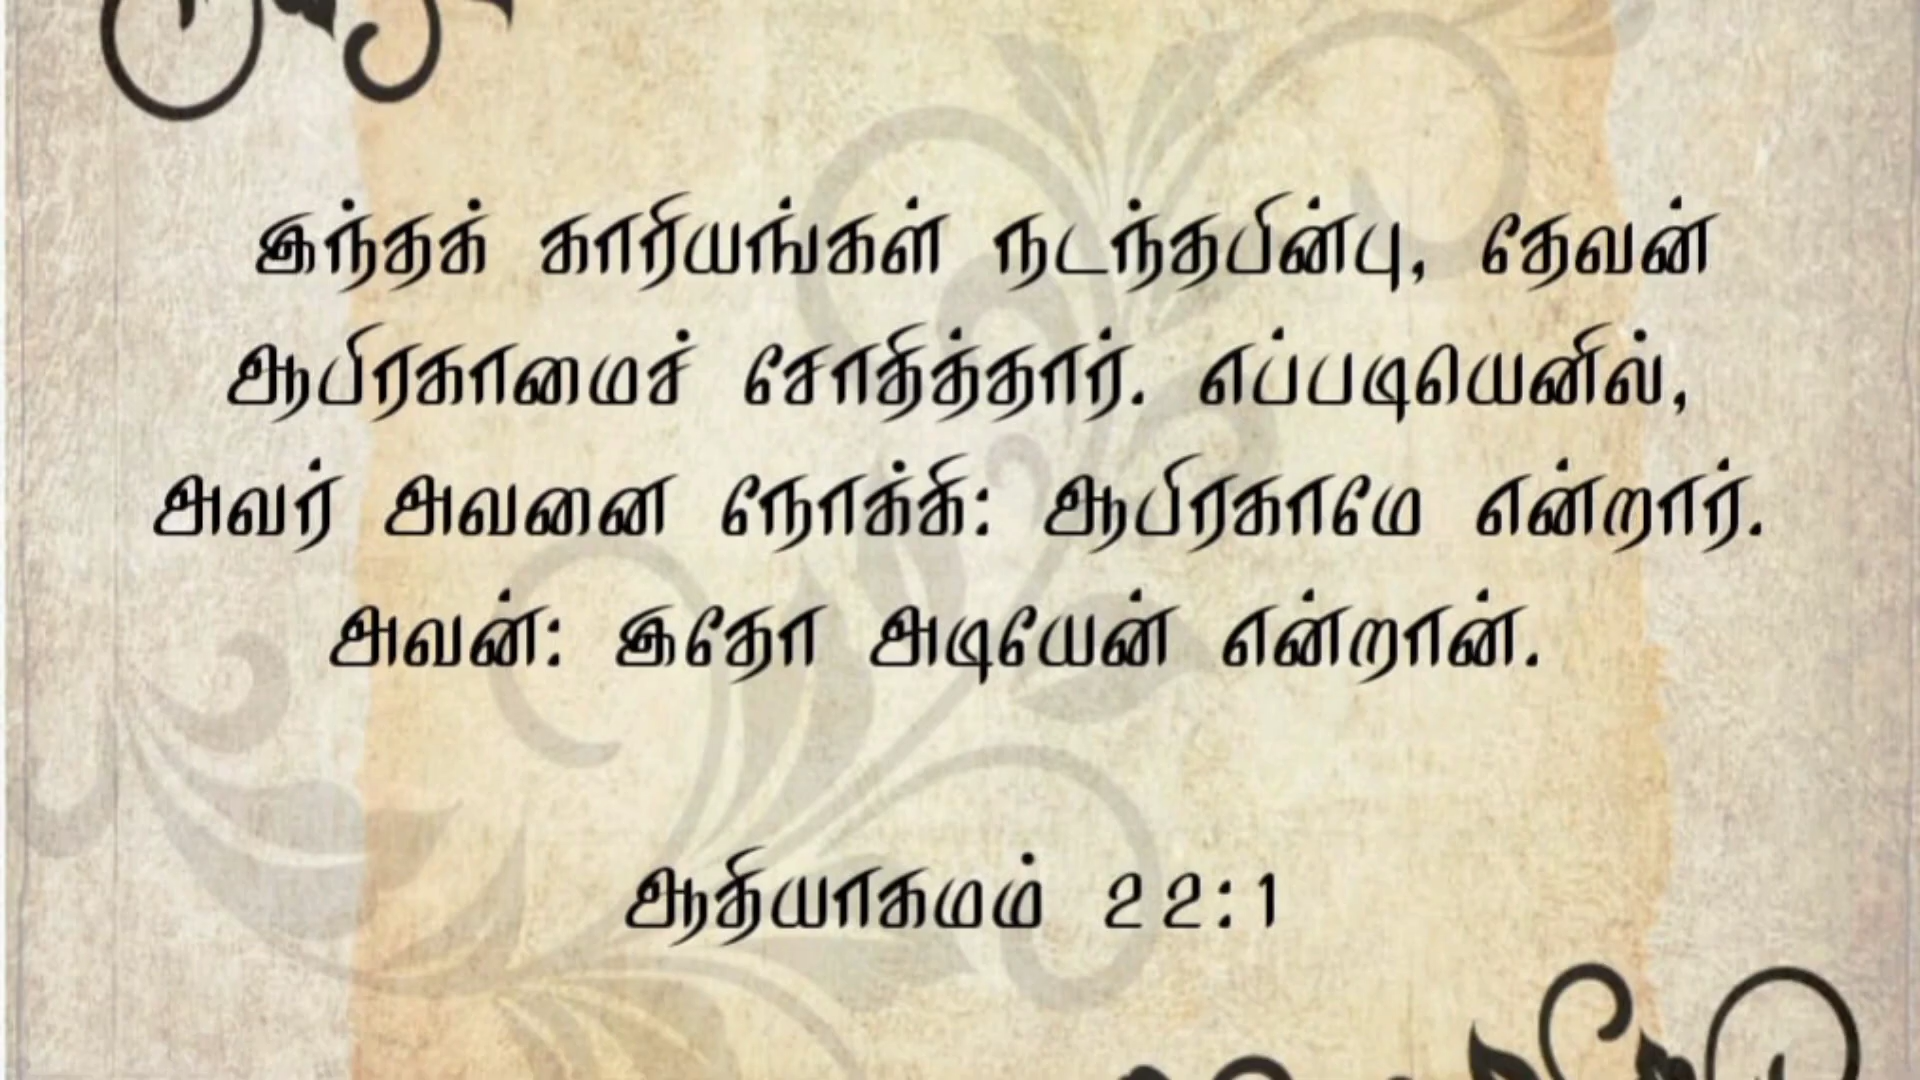 இந்தக் காரியங்கள் நடந்தபின்பு, தேவன்
ஆபிரகாமைச் சோதித்தார். எப்படியெனில்,
அவர் அவனை நோக்கி: ஆபிரகாமே என்றார்.
அவன்: இதோ அடியேன் என்றான்.
ஆதியாகமம் 22:1